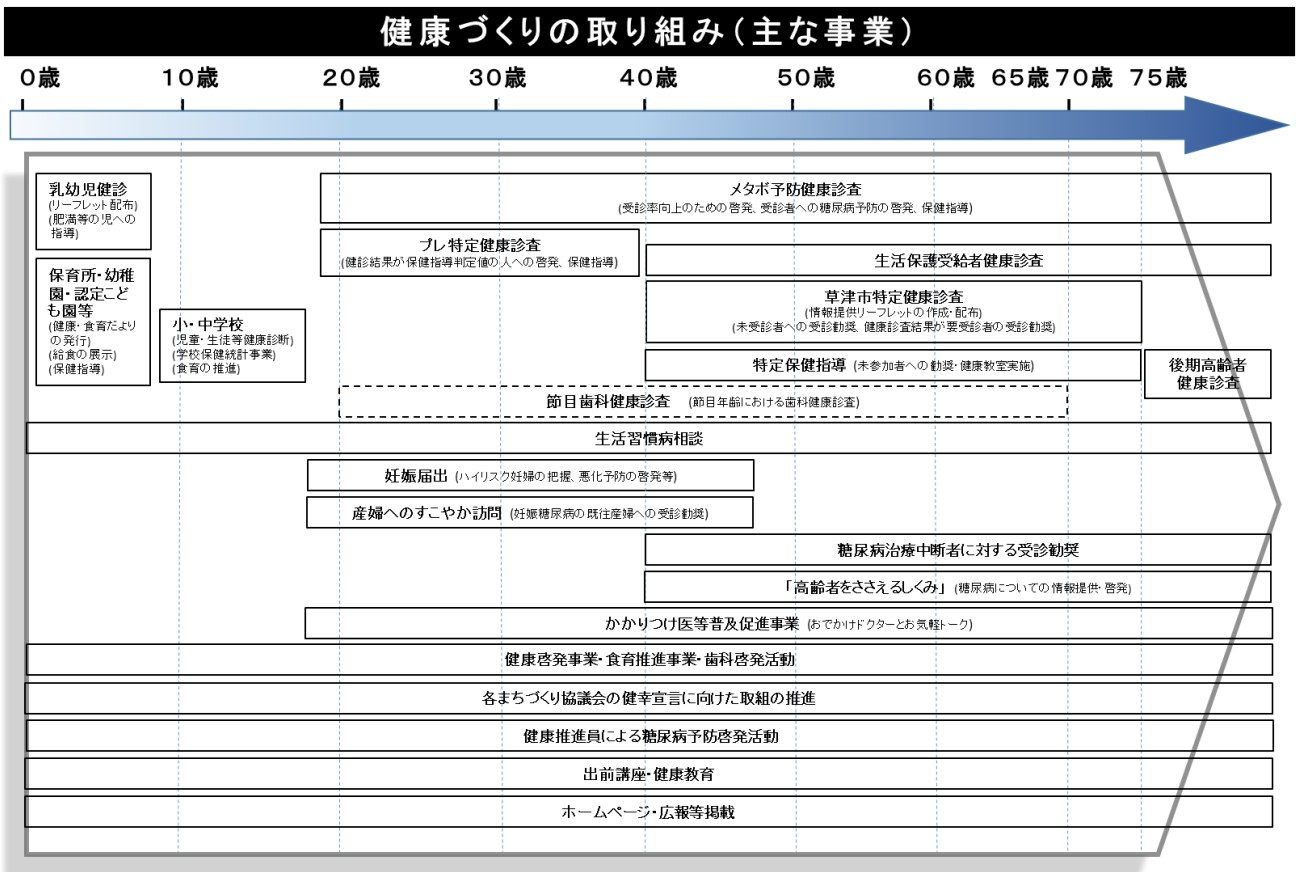 健康づくりの取り組み（主な事業）
0歳 10歳 20歳 30歳 40歳 50歳 60歳 65歳 70歳 75歳
乳幼児健診
(リーフレット配布)
(肥満等の児への
指導)
メタボ予防健康診査
(受診率向上のための啓発、受診者への糖尿病予防の啓発、保健指導)
プレ特定健康診査
(健診結果が保健指導判定値の人への啓発、保健指導)
生活保護受給者健康診査
保育所・幼稚
園・認定こど
も園等
(健康・食育だより
の発行)
(給食の展示)
(保健指導)
小・中学校
(児童・生徒等健康診断)
(学校保健統計事業)
(食育の推進)
草津市特定健康診査
(情報提供リーフレットの作成・配布)
(未受診者への受診勧奨、健康診査結果が要受診者の受診勧奨)
特定保健指導 (未参加者への勧奨・健康教室実施)
後期高齢者
健康診査
節目歯科健康診査 (節目年齢における歯科健康診査)
生活習慣病相談
妊娠届出 (ハイリスク妊婦の把握、悪化予防の啓発等)
産婦へのすこやか訪問 (妊娠糖尿病の既往産婦への受診勧奨)
糖尿病治療中断者に対する受診勧奨
「高齢者をささえるしくみ」 (糖尿病についての情報提供・啓発)
かかりつけ医等普及促進事業 (おでかけドクターとお気軽トーク)
健康啓発事業・食育推進事業・歯科啓発活動
各まちづくり協議会の健幸宣言に向けた取組の推進
健康推進員による糖尿病予防啓発活動
出前講座・健康教育
ホームページ・広報等掲載